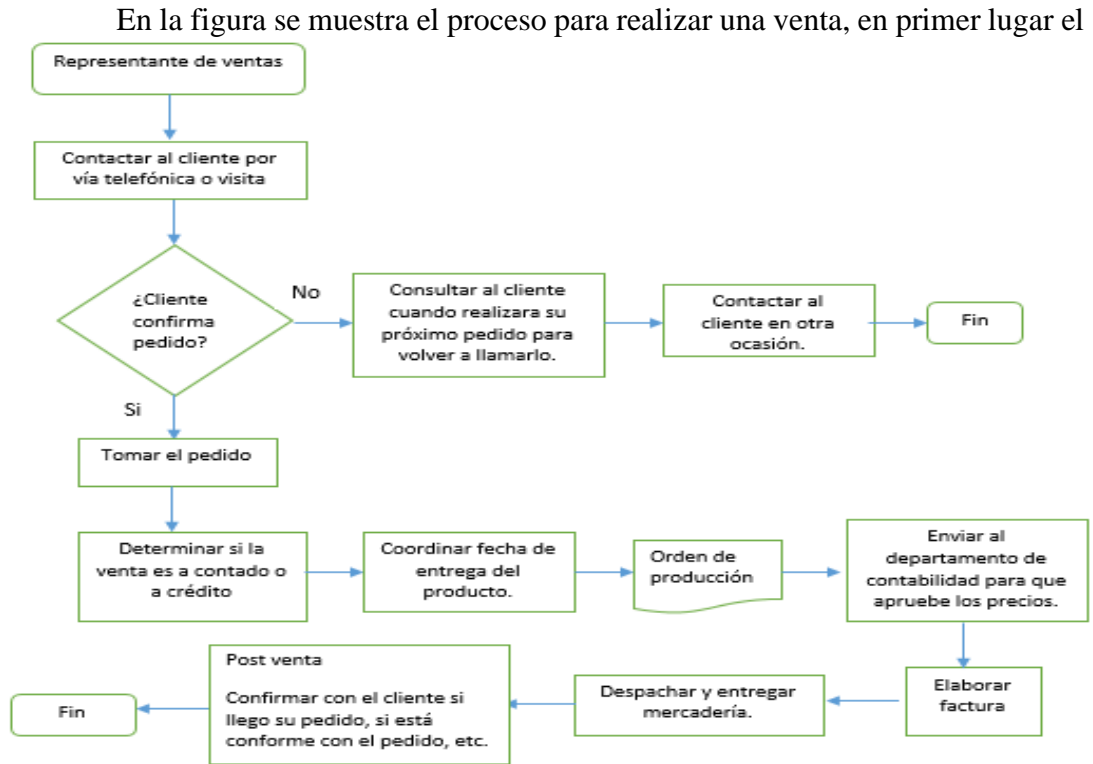 En la figura se muestra el proceso para realizar una venta, en primer lugar el
Representante de ventas
Contactar al cliente por
vía telefónica o visita
¿Cliente
confirma
pedido?
No
Consultar al cliente
cuando realizara su
próximo pedido para
volver a llamarlo.
Contactar al
cliente en otra
ocasión.
Fin
Si
Tomar el pedido
Determinar si la
venta es a contado o
a crédito
Coordinar fecha de
entrega del
producto.
Orden de
producción
Enviar al
departamento de
contabilidad para que
apruebe los precios.
Elaborar
factura
Despachar y entregar
mercadería.
Post venta
Confirmar con el cliente si
llego su pedido, si está
conforme con el pedido, etc.
Fin